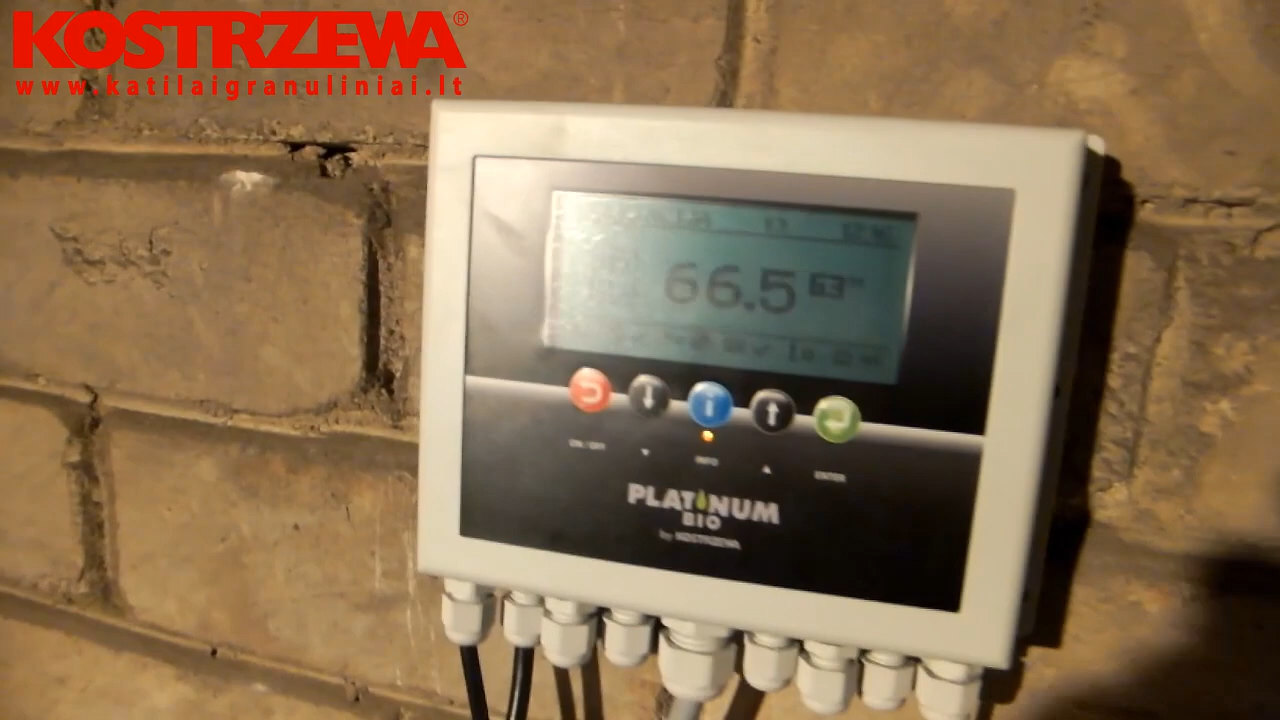 KOSTRZEWA®
www.katilaigranuliniai.lt
66.5
ON / OFF
INFO
ENTER
PLATINUM
BIO
by KOSTRZEWA